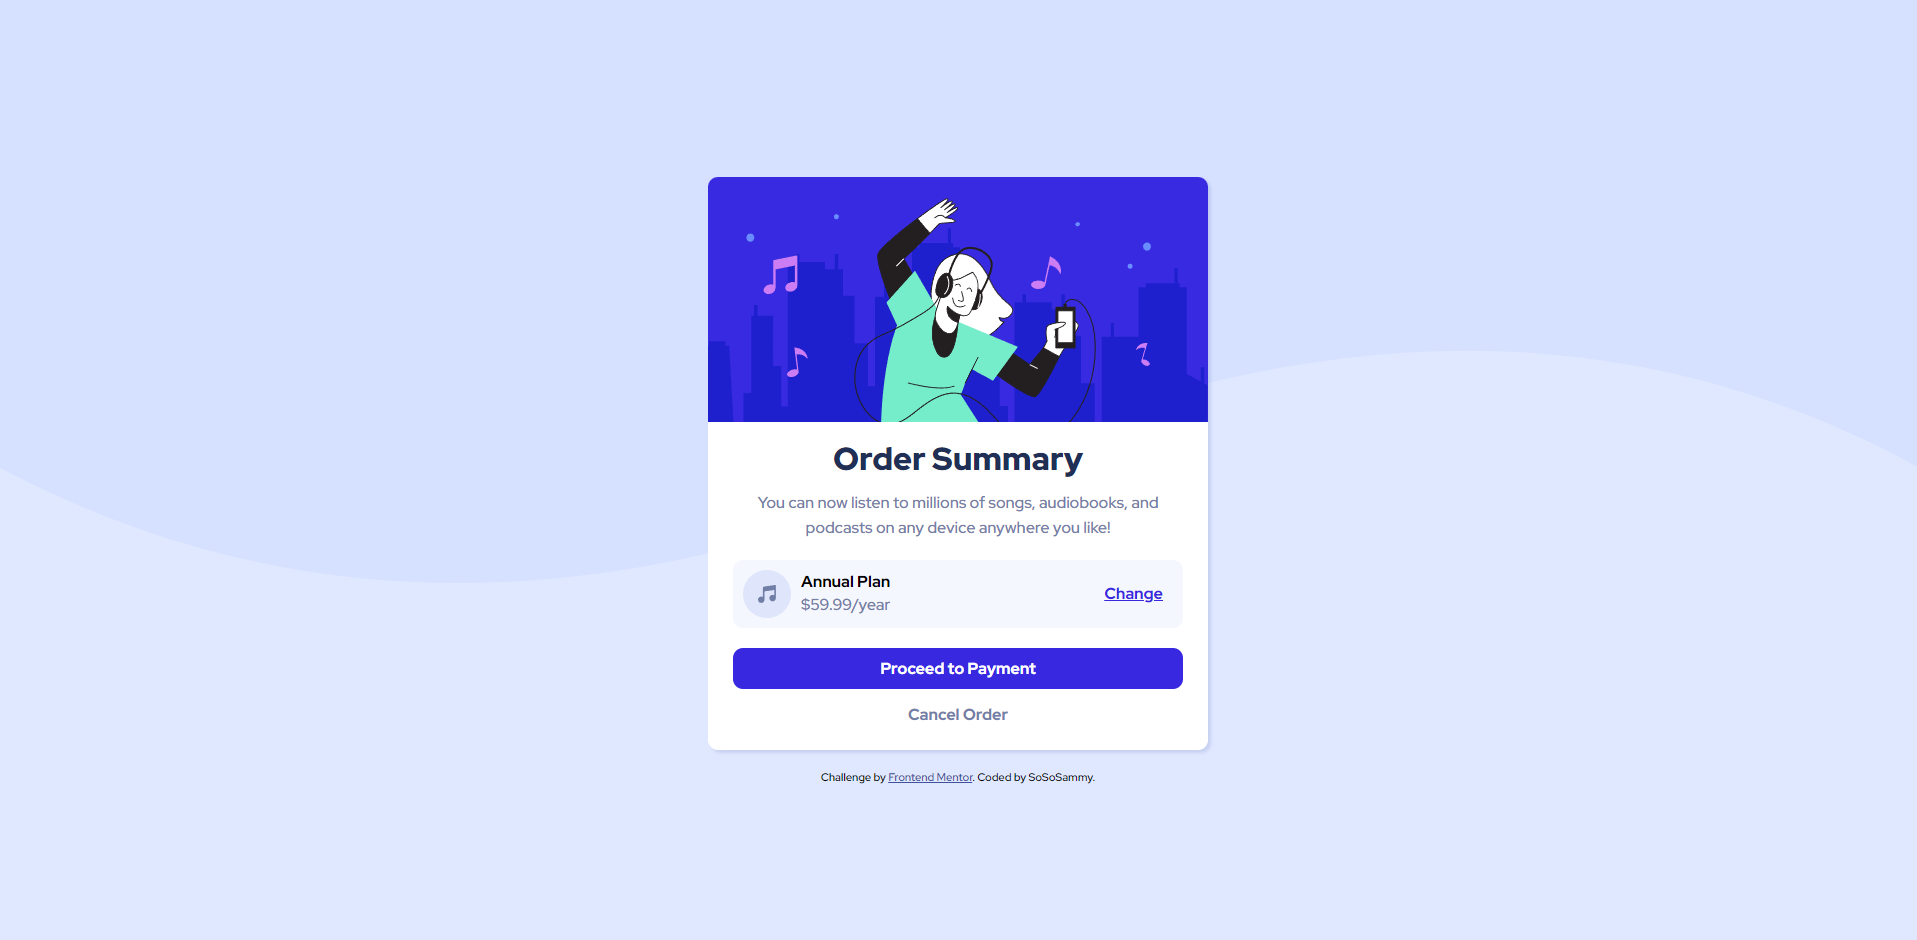 Order Summary
You can now listen to millions of songs, audiobooks, and
podcasts on any device anywhere you like!
Annual Plan
$59.99/year
Change
Proceed to Payment
Cancel Order
Challenge by Frontend Mentor. Coded by SoSoSammy.